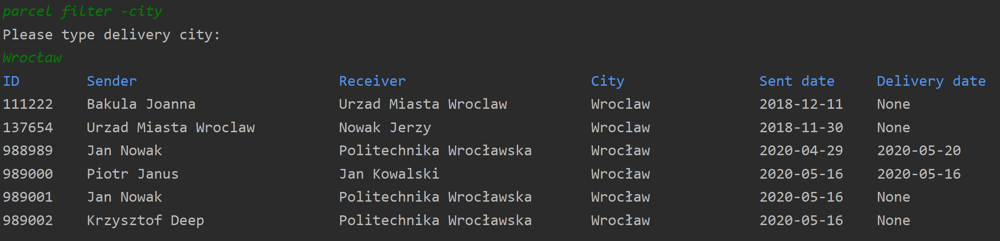 parcel filter -city
Please type delivery city:
Wrocław
ID Sender Receiver City Sent date Delivery date
111222 Bakula Joanna Urzad Miasta Wroclaw Wroclaw 2018-12-11 None
137654 Urzad Miasta Wroclaw Nowak Jerzy Wroclaw 2018-11-30 None
988989 Jan Nowak Politechnika Wrocławska Wrocław 2020-04-29 2020-05-20
989000 Piotr Janus Jan Kowalski Wrocław 2020-05-16 2020-05-16
989001 Jan Nowak Politechnika Wrocławska Wrocław 2020-05-16 None
989002 Krzysztof Deep Politechnika Wrocławska Wrocław 2020-05-16 None